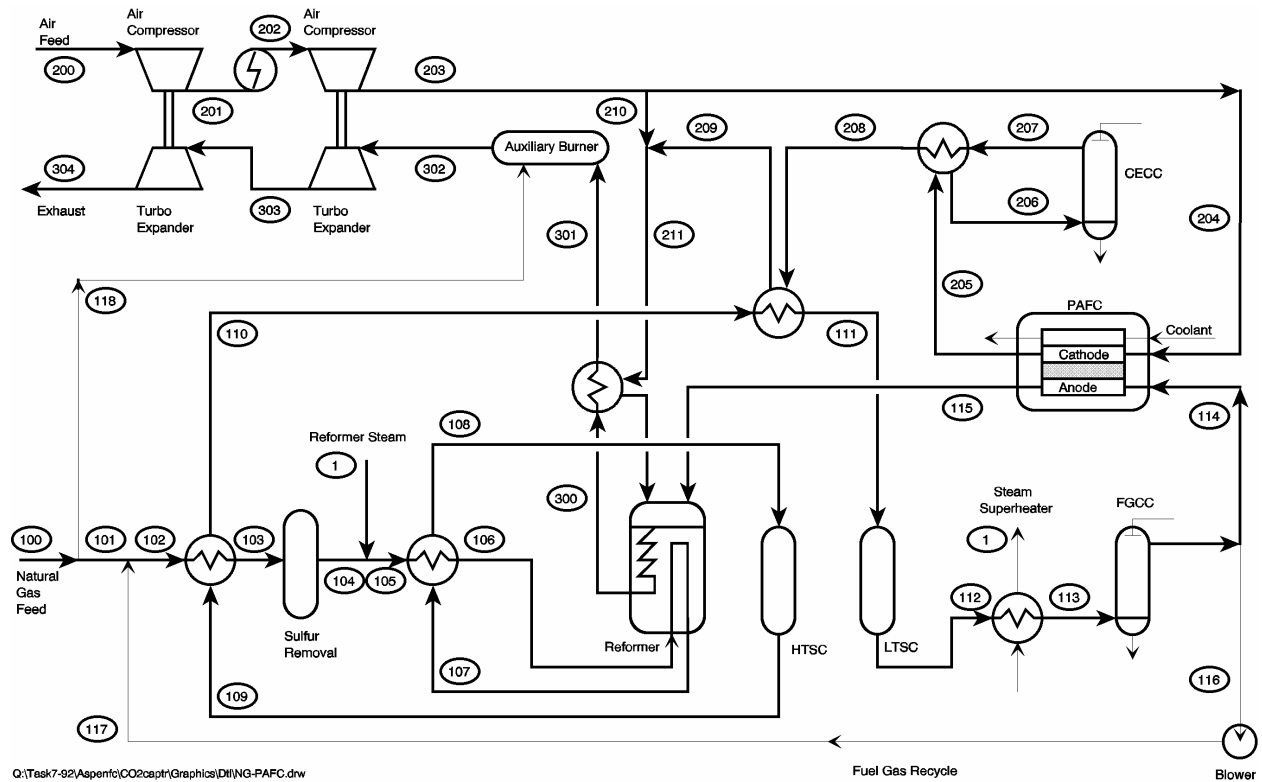 Air
Feed
200
Air
Compressor
201
202
Air
Compressor
203
210
209
208
207
CECC
206
204
205
304
Exhaust
Turbo
Expander
303
Turbo
Expander
302
Auxiliary Burner
301
211
118
110
111
PAFC
Coolant
Cathode
Anode
115
114
108
Reformer Steam
1
300
100
101
102
103
104
105
106
Natural
Gas
Feed
Sulfur
Removal
Reformer
107
109
HTSC
LTSC
112
Steam
Superheater
1
113
FGCC
116
117
Fuel Gas Recycle
Blower
Q:\Task7-92\Aspenfc\CO2captr\Graphics\Dtl\NG-PAFC.drw